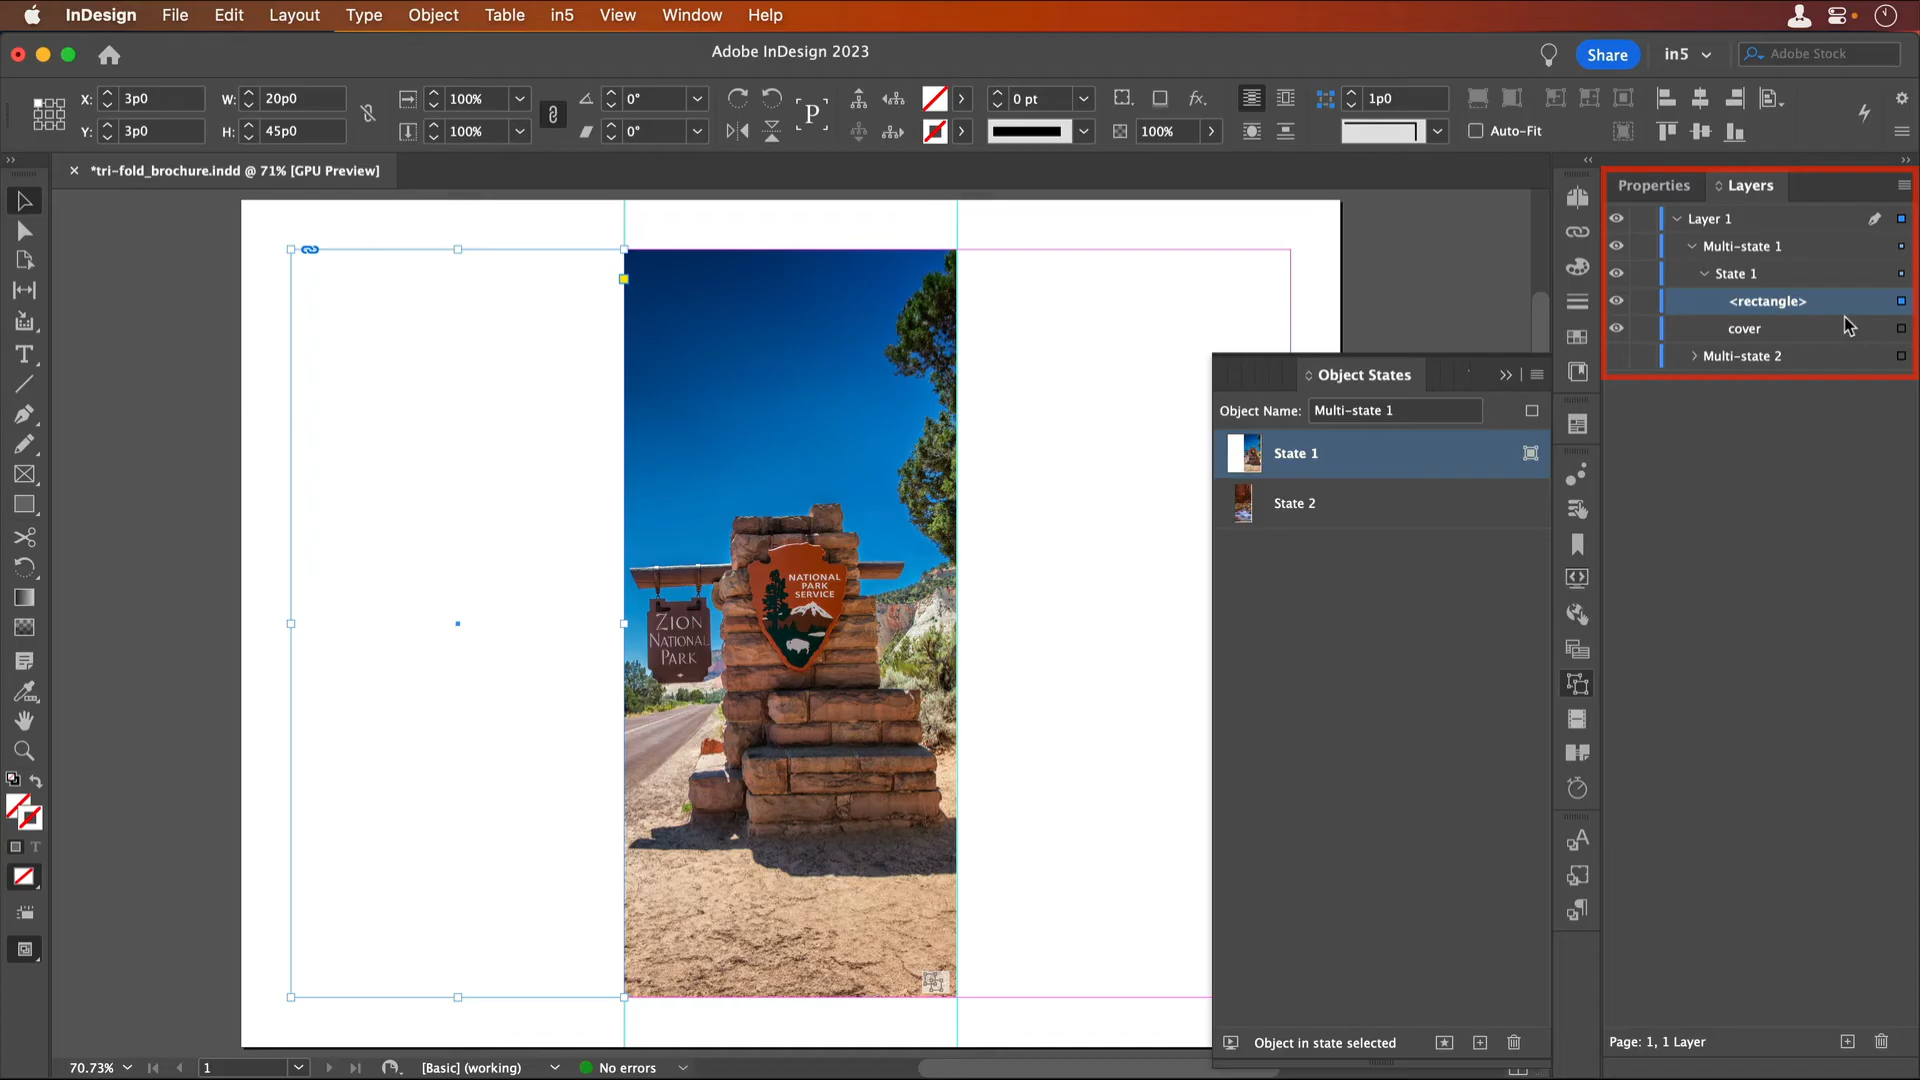 InDesign File Edit Layout Type Object Table in5 View Window Help
Adobe InDesign 2023
Share
in5
Adobe Stock
X: 3p0 W: 20p0 100% 0° 0 pt 1p0
Y: 3p0 H: 45p0 100% 0° 100% Auto-Fit
P
fx.
*tri-fold_brochure.indd @ 71% [GPU Preview]
Properties Layers
Layer 1
Multi-state 1
State 1
<rectangle>
cover
Multi-state 2
Object States
Object Name: Multi-state 1
State 1
State 2
NATIONAL
PARK
SERVICE
ZION
NATIONAL
PARK
Object in state selected
Page: 1, 1 Layer
70.73% 1 [Basic] (working) No errors